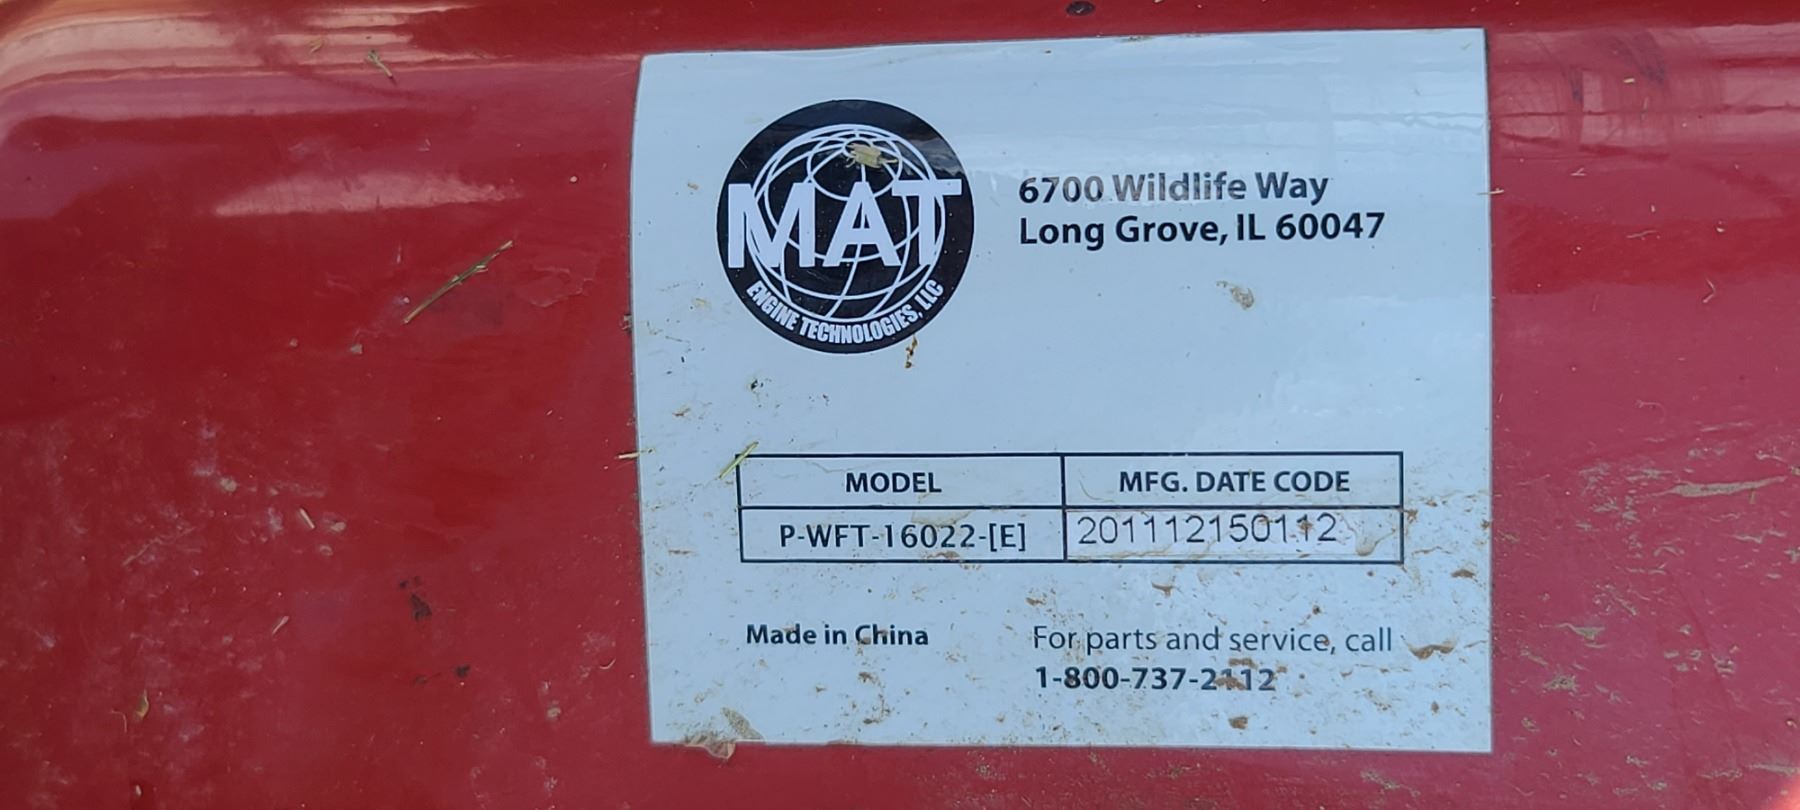 MAT
ENGINE TECHNOLOGIES, LLC
6700 Wildlife Way
Long Grove, IL 60047
MODEL
MFG. DATE CODE
P-WFT-16022-[E]
201112150112
Made in China
For parts and service, call
1-800-737-2112